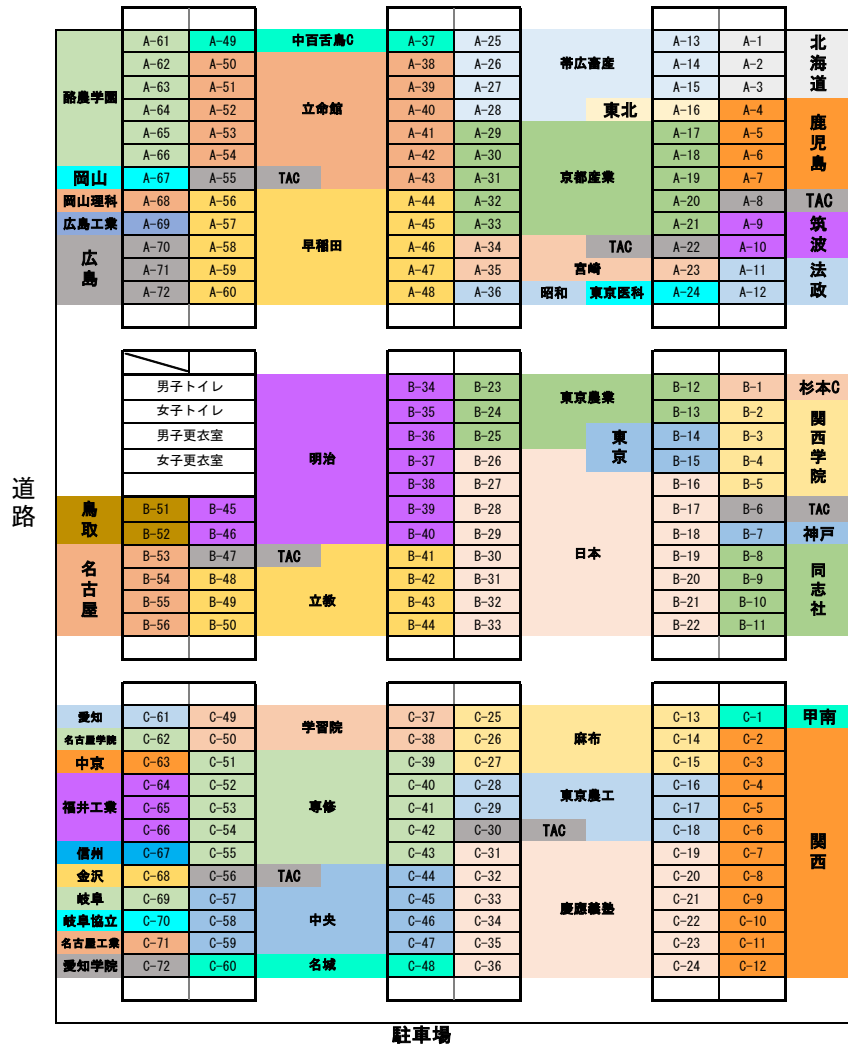 酪農学園 A-61 A-49 中百舌鳥C A-37 A-25 帯広畜産 A-13 A-1 北海道
A-62 A-50 立命館 A-38 A-26 A-14 A-2
A-63 A-51 A-39 A-27 A-15 A-3
A-64 A-52 A-40 A-28 東北 A-16 A-4 鹿児島
A-65 A-53 A-41 A-29 京都産業 A-17 A-5
A-66 A-54 A-42 A-30 A-18 A-6
岡山 A-67 A-55 TAC A-43 A-31 A-19 A-7
岡山理科 A-68 A-56 早稲田 A-44 A-32 A-20 A-8 TAC
広島工業 A-69 A-57 A-45 A-33 A-21 A-9 筑波
広島 A-70 A-58 A-46 A-34 宮崎 TAC A-22 A-10
A-71 A-59 A-47 A-35 A-23 A-11 法政
A-72 A-60 A-48 A-36 昭和 東京医科 A-24 A-12
男子トイレ 明治 B-34 B-23 東京農業 B-12 B-1 杉本C
女子トイレ B-35 B-24 B-13 B-2 関西学院
男子更衣室 B-36 B-25 東京 B-14 B-3
女子更衣室 B-37 B-26 日本 B-15 B-4
B-38 B-27 B-16 B-5
道路
鳥取 B-51 B-45 B-39 B-28 B-17 B-6 TAC
B-52 B-46 B-40 B-29 B-18 B-7 神戸
名古屋 B-53 B-47 TAC B-41 B-30 B-19 B-8 同志社
B-54 B-48 立教 B-42 B-31 B-20 B-9
B-55 B-49 B-43 B-32 B-21 B-10
B-56 B-50 B-44 B-33 B-22 B-11
愛知 C-61 C-49 学習院 C-37 C-25 麻布 C-13 C-1 甲南
名古屋学院 C-62 C-50 C-38 C-26 C-14 C-2 関西
中京 C-63 C-51 専修 C-39 C-27 C-15 C-3
福井工業 C-64 C-52 C-40 C-28 東京農工 C-16 C-4
C-65 C-53 C-41 C-29 C-17 C-5
C-66 C-54 C-42 C-30 TAC C-18 C-6
信州 C-67 C-55 C-43 C-31 慶應義塾 C-19 C-7
金沢 C-68 C-56 TAC C-44 C-32 C-20 C-8
岐阜 C-69 C-57 中央 C-45 C-33 C-21 C-9
岐阜協立 C-70 C-58 C-46 C-34 C-22 C-10
名古屋工業 C-71 C-59 C-47 C-35 C-23 C-11
愛知学院 C-72 C-60 名城 C-48 C-36 C-24 C-12
駐車場